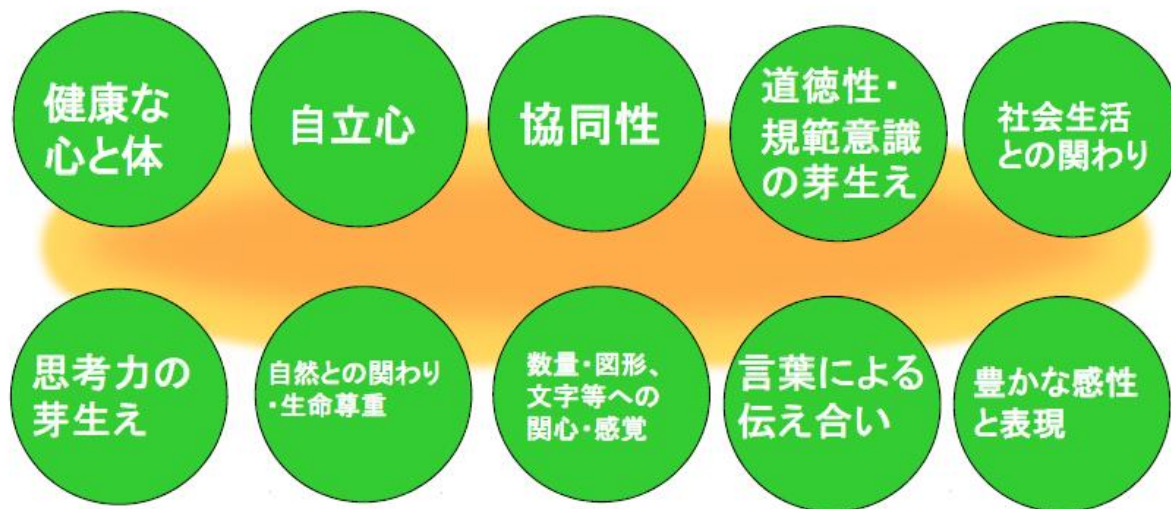 健康な
心と体
自立心
協同性
道徳性・
規範意識
の芽生え
社会生活
との関わり
思考力の
芽生え
自然との関わり
・生命尊重
数量・図形、
文字等への
関心・感覚
言葉による
伝え合い
豊かな感性
と表現